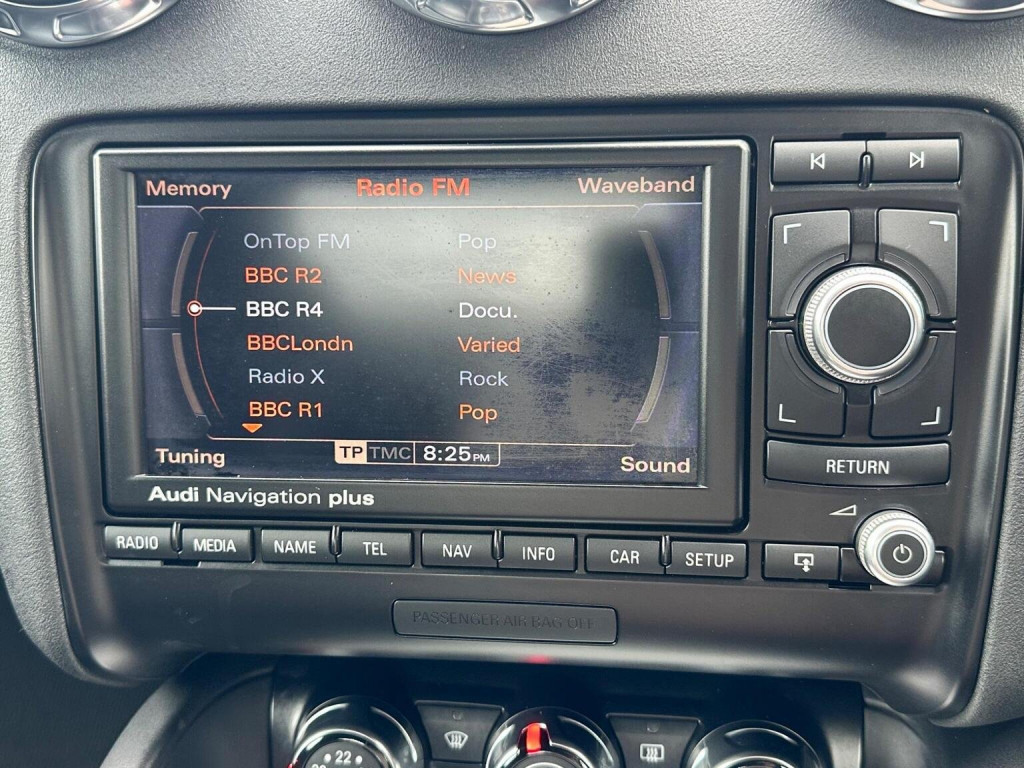 Memory Radio FM Waveband
OnTop FM Pop
BBC R2 News
BBC R4 Docu.
BBCLondn Varied
Radio X Rock
BBC R1 Pop
Tuning TP TMC 8:25PM Sound
Audi Navigation plus
RETURN
RADIO MEDIA NAME TEL NAV INFO CAR SETUP
PASSENGER AIR BAG OFF
22